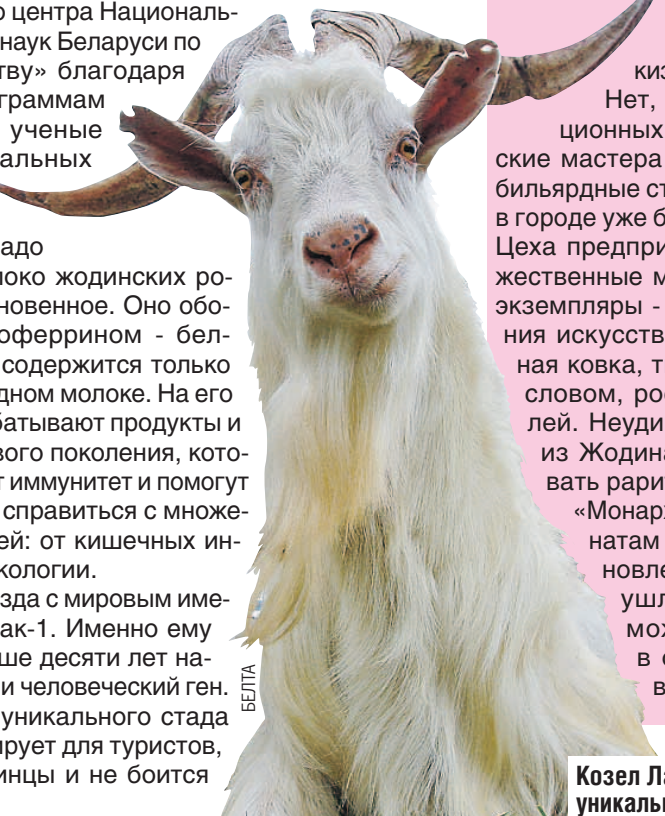 о центра Националь-
наук Беларуси по
ству» благодаря
граммам
ученые
альных
адо
локо жодинских ро-
новенное. Оно обо-
оферрином - бел-
содержится только
дном молоке. На его
батывают продукты и
вого поколения, кото-
т иммунитет и помогут
справиться с множе-
ей: от кишечных ин-
кологии.
зда с мировым име-
ак-1. Именно ему
ше десяти лет на-
и человеческий ген.
уникального стада
ирует для туристов,
инцы и не боится
БЕЛТА
киз
Нет,
ционных
ские мастера
бильярдные ст
в городе уже б
Цеха предпри
жественные м
экземпляры -
ния искусств
ная ковка, т
словом, рос
лей. Неуди
из Жодина
вать рари
«Монарх
натам
новле
ушл
мож
в с
в
Козел Ла
уникальн